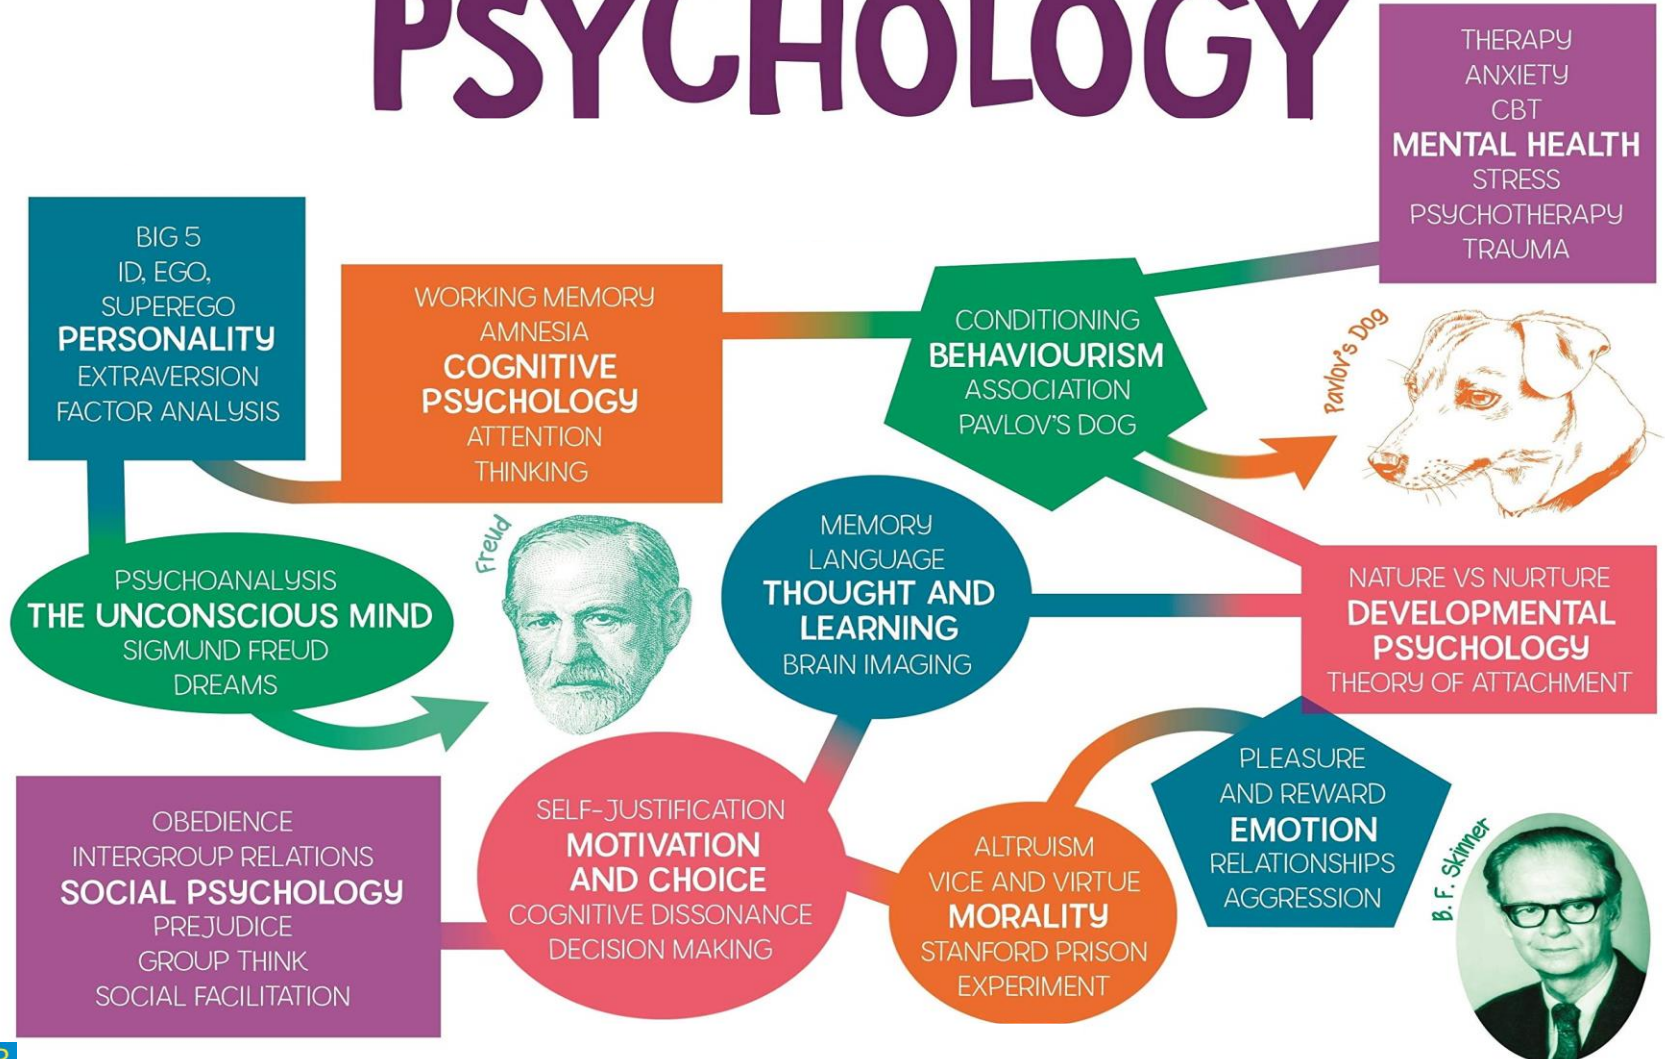 PSYCHOLOGY
THERAPY
ANXIETY
CBT
MENTAL HEALTH
STRESS
PSYCHOTHERAPY
TRAUMA
BIG 5
ID, EGO,
SUPEREGO
PERSONALITY
EXTRAVERSION
FACTOR ANALYSIS
WORKING MEMORY
AMNESIA
COGNITIVE
PSYCHOLOGY
ATTENTION
THINKING
CONDITIONING
BEHAVIOURISM
ASSOCIATION
PAVLOV'S DOG
Pavlov's Dog
PSYCHOANALYSIS
THE UNCONSCIOUS MIND
SIGMUND FREUD
DREAMS
Freud
MEMORY
LANGUAGE
THOUGHT AND
LEARNING
BRAIN IMAGING
NATURE VS NURTURE
DEVELOPMENTAL
PSYCHOLOGY
THEORY OF ATTACHMENT
OBEDIENCE
INTERGROUP RELATIONS
SOCIAL PSYCHOLOGY
PREJUDICE
GROUP THINK
SOCIAL FACILITATION
SELF-JUSTIFICATION
MOTIVATION
AND CHOICE
COGNITIVE DISSONANCE
DECISION MAKING
ALTRUISM
VICE AND VIRTUE
MORALITY
STANFORD PRISON
EXPERIMENT
PLEASURE
AND REWARD
EMOTION
RELATIONSHIPS
AGGRESSION
B. F. Skinner